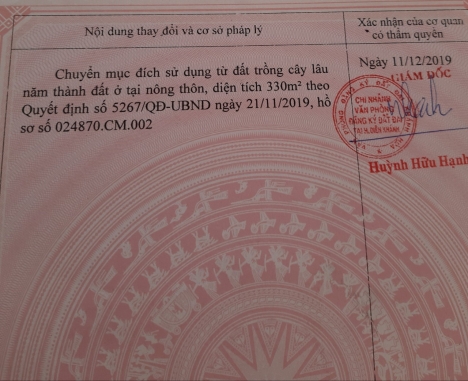 Nội dung thay đổi và cơ sở pháp lý
Xác nhận của cơ quan
có thẩm quyền
Chuyển mục đích sử dụng từ đất trồng cây lâu
năm thành đất ở tại nông thôn, diện tích 330m² theo
Quyết định số 5267/QĐ-UBND ngày 21/11/2019, hồ
sơ số 024870.CM.002
Ngày 11/12/2019
GIÁM ĐỐC
CHI NHÁNH
VĂN PHÒNG
ĐĂNG KÝ ĐẤT ĐAI
TẠI H. DIÊN KHÁNH
Huỳnh Hữu Hạnh